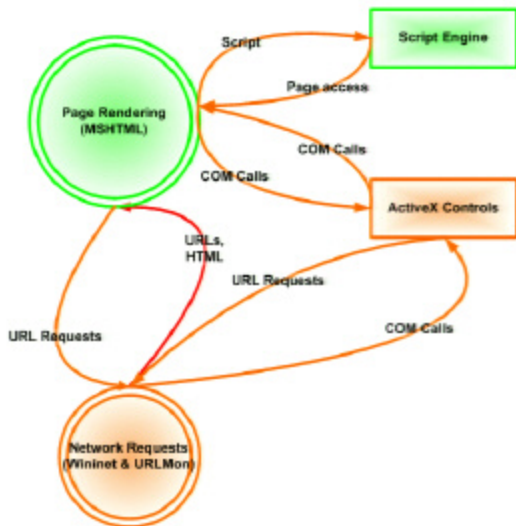 Script
Script Engine
Page access
Page Rendering
(MSHTML)
COM Calls
COM Calls
ActiveX Controls
URLs,
HTML
URL Requests
URL Requests
COM Calls
Network Requests
(Wininet & URLMon)